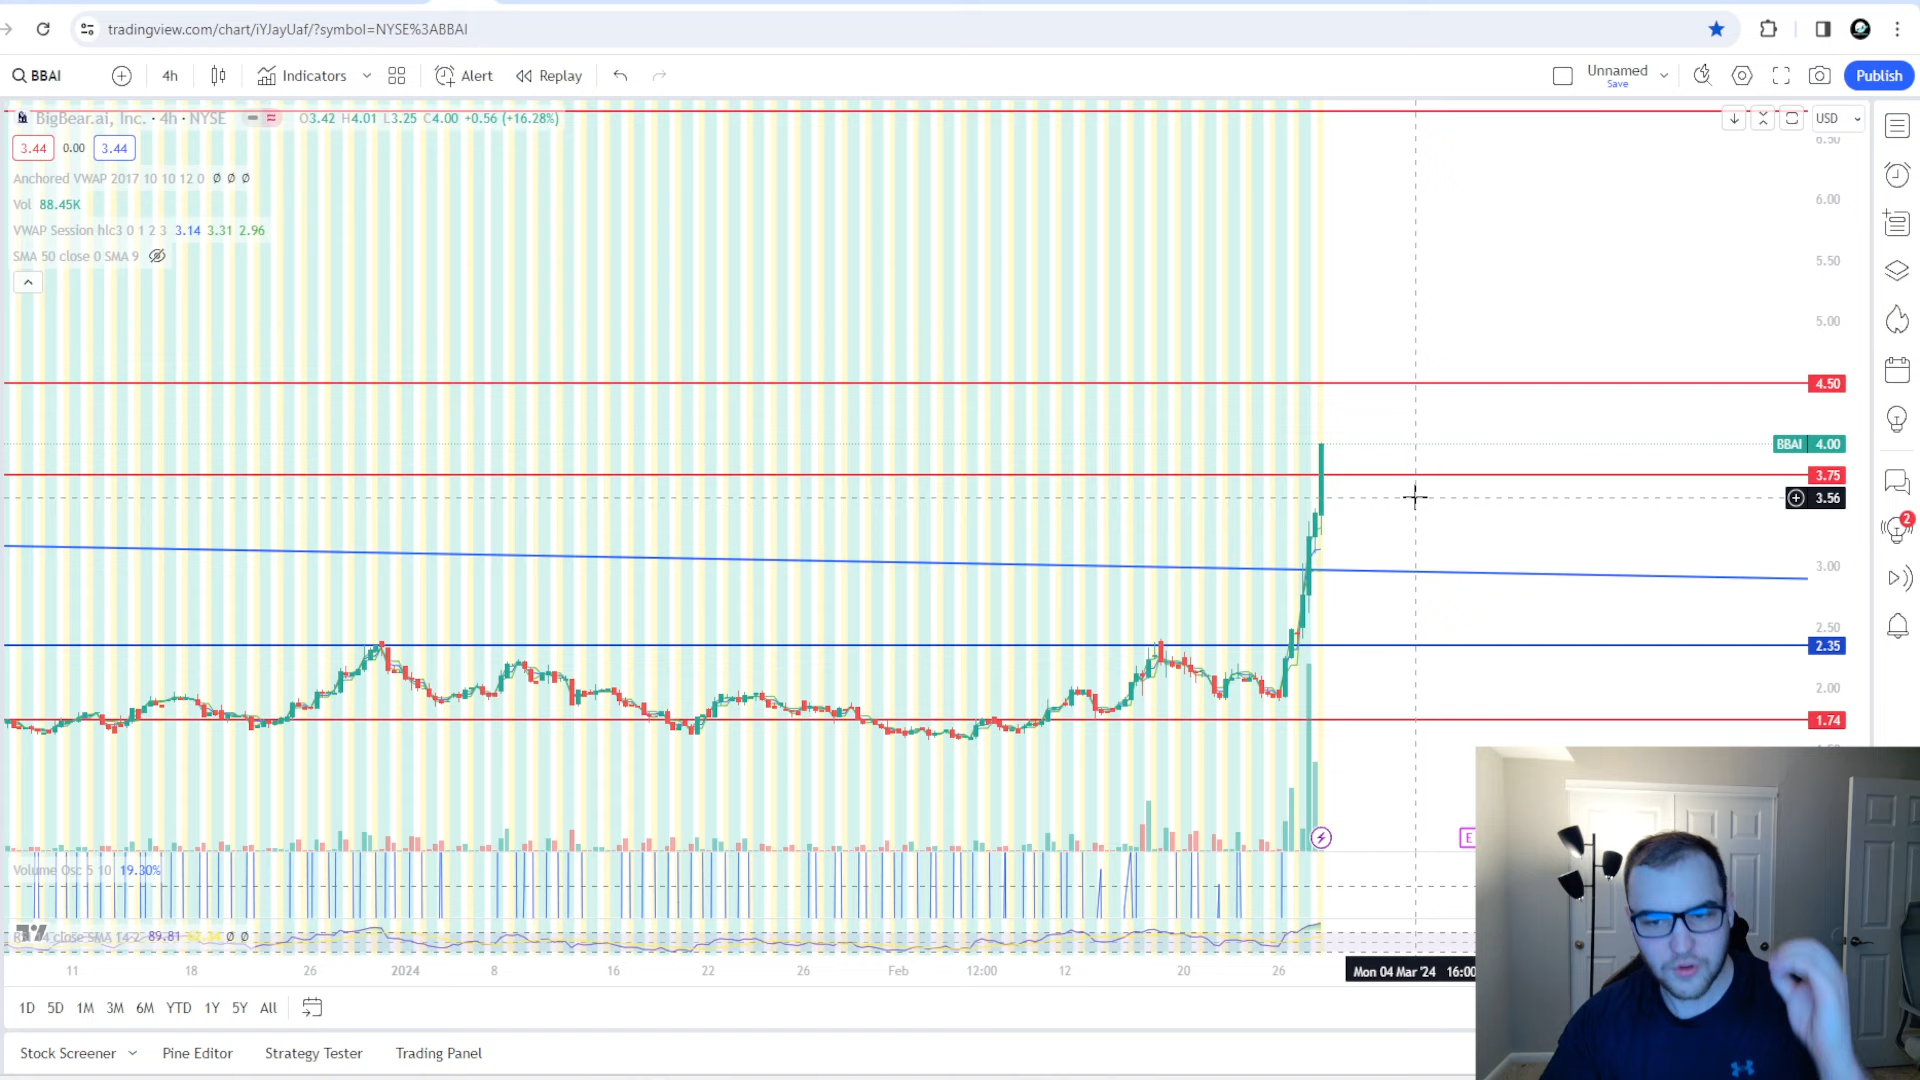 tradingview.com/chart/iYJayUaf/?symbol=NYSE%3ABBAI
BBAI 4h Indicators Alert Replay Unnamed Save Publish
BigBear.ai, Inc. · 4h · NYSE O3.42 H4.01 L3.25 C4.00 +0.56 (+16.28%) USD
3.44 0.00 3.44
Anchored VWAP 2017 10 10 12 0 Ø Ø Ø
Vol 88.45K
VWAP Session hlc3 0 1 2 3 3.14 3.31 2.96
SMA 50 close 0 SMA 9
6.50
6.00
5.50
5.00
4.50
BBAI 4.00
3.75
3.56
3.00
2.50
2.35
2.00
1.74
2
E
Volume Osc 5 10 19.30%
close SMA 14 2 89.81 Ø Ø
11 18 26 2024 8 16 22 26 Feb 12:00 12 20 26 Mon 04 Mar '24 16:00
1D 5D 1M 3M 6M YTD 1Y 5Y All
Stock Screener Pine Editor Strategy Tester Trading Panel